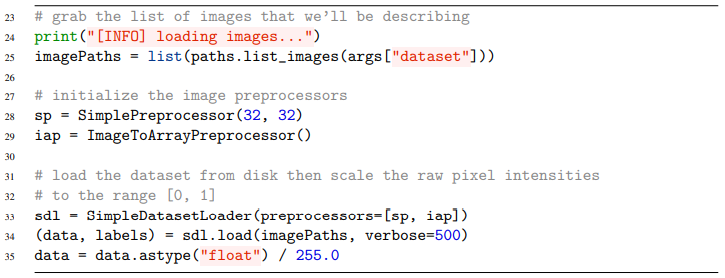 23 # grab the list of images that we’ll be describing
24 print("[INFO] loading images...")
25 imagePaths = list(paths.list_images(args["dataset"]))
26
27 # initialize the image preprocessors
28 sp = SimplePreprocessor(32, 32)
29 iap = ImageToArrayPreprocessor()
30
31 # load the dataset from disk then scale the raw pixel intensities
32 # to the range [0, 1]
33 sdl = SimpleDatasetLoader(preprocessors=[sp, iap])
34 (data, labels) = sdl.load(imagePaths, verbose=500)
35 data = data.astype("float") / 255.0